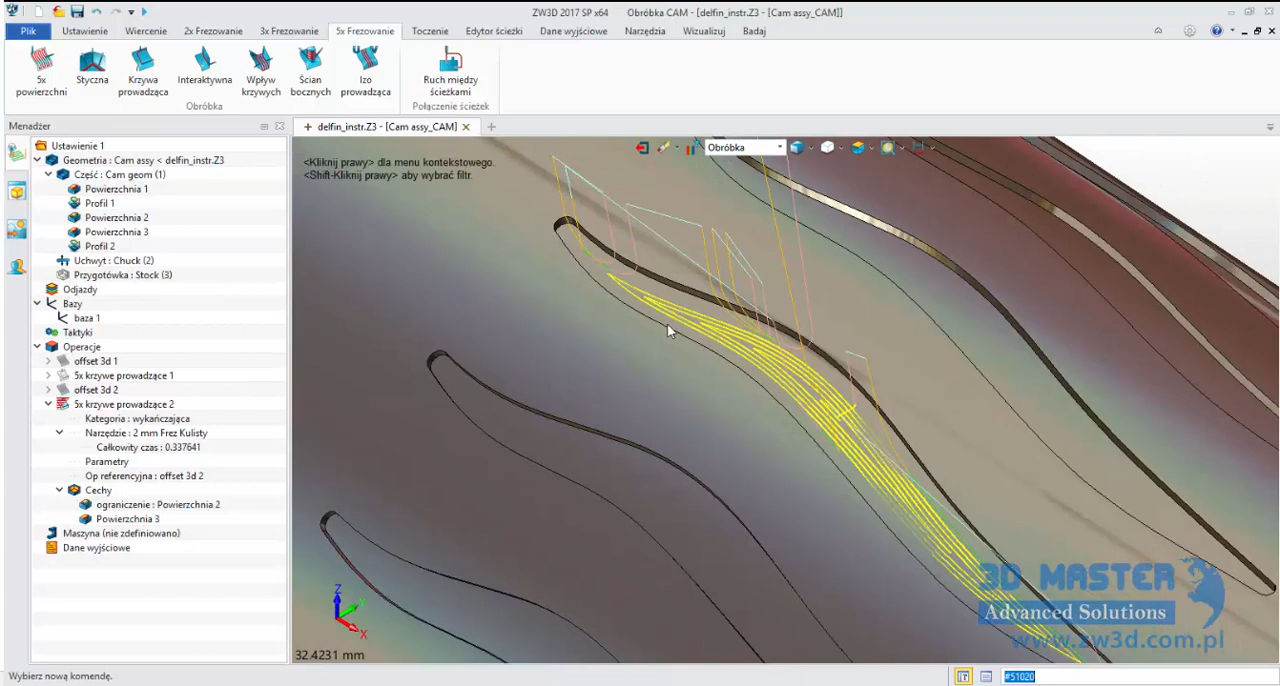 ZW3D 2017 SP x64 Obróbka CAM - [delfin_instr.Z3 - [Cam assy_CAM]]
Plik Ustawienie Wiercenie 2x Frezowanie 3x Frezowanie 5x Frezowanie Toczenie Edytor ścieżki Dane wyjściowe Narzędzia Wizualizuj Badaj
5x powierzchni
Styczna
Krzywa prowadząca
Interaktywna
Wpływ krzywych
Ścian bocznych
Izo prowadząca
Ruch między ścieżkami
Obróbka
Połączenie ścieżek
Menadżer
delfin_instr.Z3 - [Cam assy_CAM]
Obróbka
<Kliknij prawy> dla menu kontekstowego.
<Shift-Kliknij prawy> aby wybrać filtr.
Ustawienie 1
Geometria : Cam assy < delfin_instr.Z3
Część : Cam geom (1)
Powierzchnia 1
Profil 1
Powierzchnia 2
Powierzchnia 3
Profil 2
Uchwyt : Chuck (2)
Przygotówka : Stock (3)
Odjazdy
Bazy
baza 1
Taktyki
Operacje
offset 3d 1
5x krzywe prowadzące 1
offset 3d 2
5x krzywe prowadzące 2
Kategoria : wykańczająca
Narzędzie : 2 mm Frez Kulisty
Całkowity czas : 0.337641
Parametry
Op referencyjna : offset 3d 2
Cechy
ograniczenie : Powierzchnia 2
Powierzchnia 3
Maszyna (nie zdefiniowano)
Dane wyjściowe
Z
Y
X
32.4231 mm
3D MASTER
Advanced Solutions
www.zw3d.com.pl
Wybierz nową komendę.
#51020